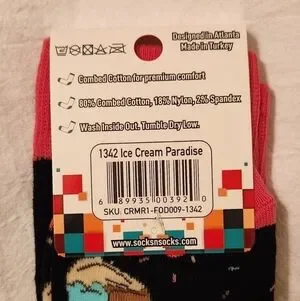 Designed in Atlanta
Made in Turkey
Combed Cotton for premium comfort
80% Combed Cotton, 18% Nylon, 2% Spandex
Wash Inside Out. Tumble Dry Low.
1342 Ice Cream Paradise
6 89935 00392 0
SKU: CRMR1-FOD009-1342
www.socksnsocks.com